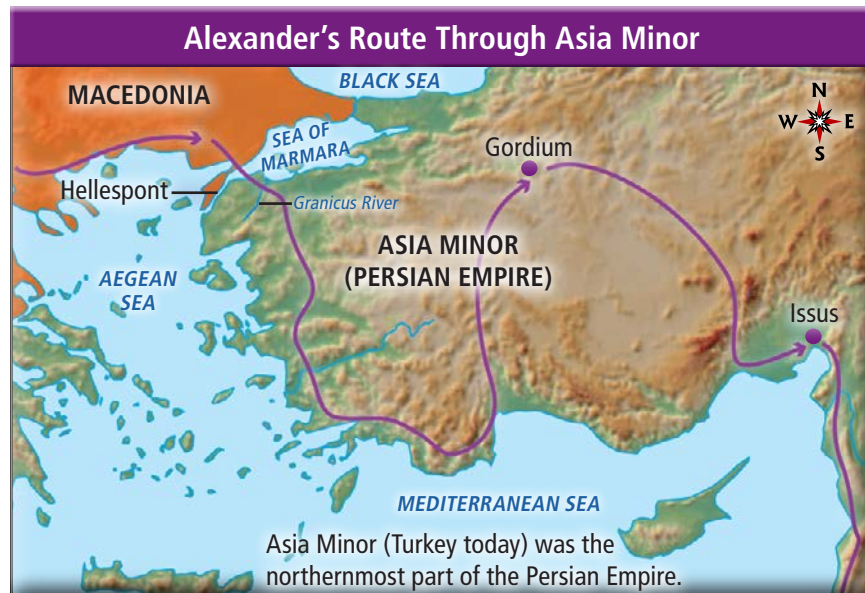 Alexander's Route Through Asia Minor
BLACK SEA
MACEDONIA
N
W
E
S
SEA OF
MARMARA
Gordium
Hellespont
Granicus River
ASIA MINOR
(PERSIAN EMPIRE)
AEGEAN
SEA
Issus
MEDITERRANEAN SEA
Asia Minor (Turkey today) was the
northernmost part of the Persian Empire.